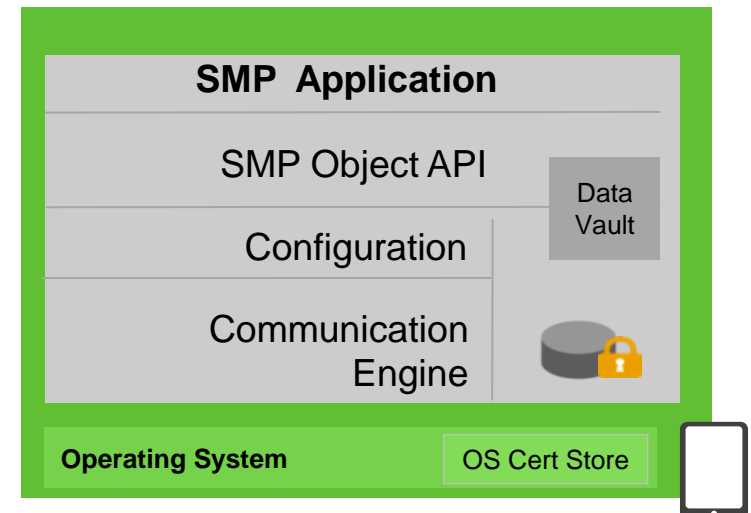 SMP Application
SMP Object API
Data
Vault
Configuration
Communication
Engine
Operating System
OS Cert Store